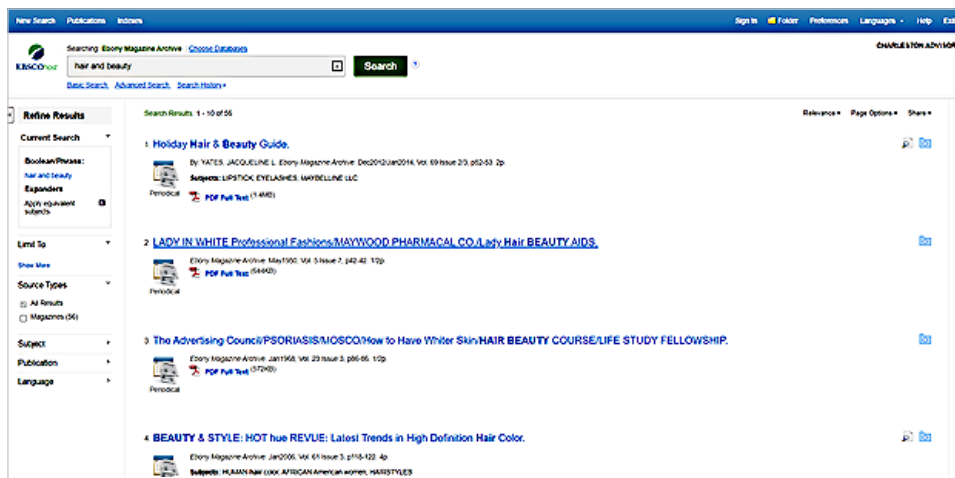 New Search Publications Indexes
Sign In Folder Preferences Languages Help Exit
Searching: Ebony Magazine Archive Choose Databases
CHARLESTON ADVISOR
EBSCOhost
hair and beauty
Search
Basic Search Advanced Search Search History
Refine Results
Search Results: 1 - 10 of 56
Relevance Page Options Share
Current Search
Boolean/Phrase:
hair and beauty
Expanders
Apply equivalent
subjects
Limit To
Show More
Source Types
All Results
Magazines (56)
Subject
Publication
Language
1. Holiday Hair & Beauty Guide.
By: YATES, JACQUELINE L. Ebony Magazine Archive. Vol. 69 Issue 2/3, p52-53. 2p.
Subjects: LIPSTICK; EYELASHES; MAYBELLINE LLC
Periodical
PDF Full Text (1.4MB)
2. LADY IN WHITE Professional Fashions/MAYWOOD PHARMACAL CO./Lady Hair BEAUTY AIDS.
Ebony Magazine Archive. Vol. 5 Issue 7, p42-42. 1/2p.
PDF Full Text (544KB)
Periodical
3. The Advertising Council/PSORIASIS/MOSCO/How to Have Whiter Skin/HAIR BEAUTY COURSE/LIFE STUDY FELLOWSHIP.
Ebony Magazine Archive. Jan1968, Vol. 23 Issue 3, 1/2p.
PDF Full Text (372KB)
Periodical
4. BEAUTY & STYLE: HOT hue REVUE: Latest Trends in High Definition Hair Color.
Ebony Magazine Archive. Jan2006, Vol. 61 Issue 3, p118-122. 4p.
Subjects: HUMAN hair color; AFRICAN American women; HAIRSTYLES